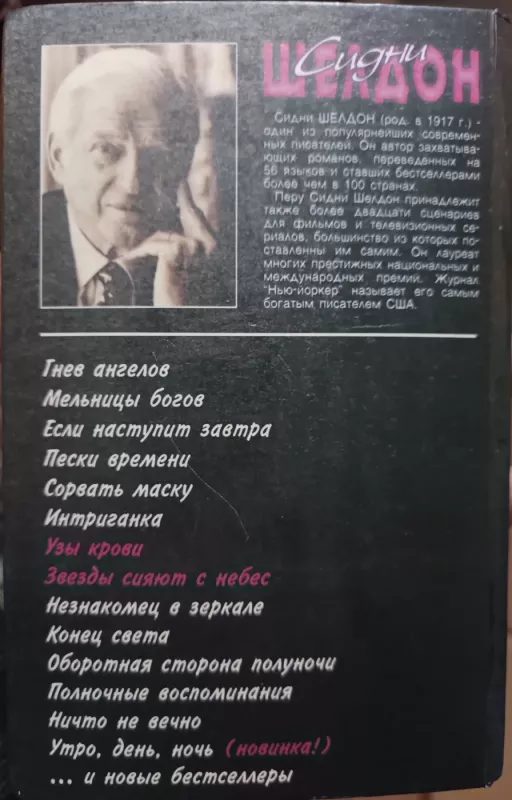 Сидни
ШЕЛДОН
Сидни ШЕЛДОН (род. в 1917 г.) -
один из популярнейших современ-
ных писателей. Он автор захватыва-
ющих романов, переведенных на
56 языков и ставших бестселлерами
более чем в 100 странах.
Перу Сидни Шелдон принадлежит
также более двадцати сценариев
для фильмов и телевизионных се-
риалов, большинство из которых по-
ставлены им самим. Он лауреат
многих престижных национальных и
международных премий. Журнал
"Нью-йоркер" называет его самым
богатым писателем США.
Гнев ангелов
Мельницы богов
Если наступит завтра
Пески времени
Сорвать маску
Интриганка
Узы крови
Звезды сияют с небес
Незнакомец в зеркале
Конец света
Оборотная сторона полуночи
Полночные воспоминания
Ничто не вечно
Утро, день, ночь (новинка!)
... и новые бестселлеры